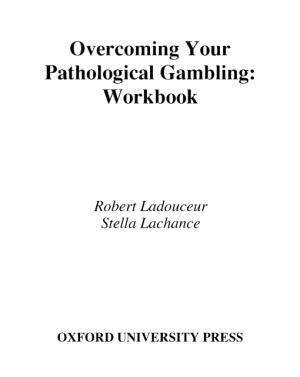 Overcoming Your
Pathological Gambling:
Workbook
Robert Ladouceur
Stella Lachance
OXFORD UNIVERSITY PRESS